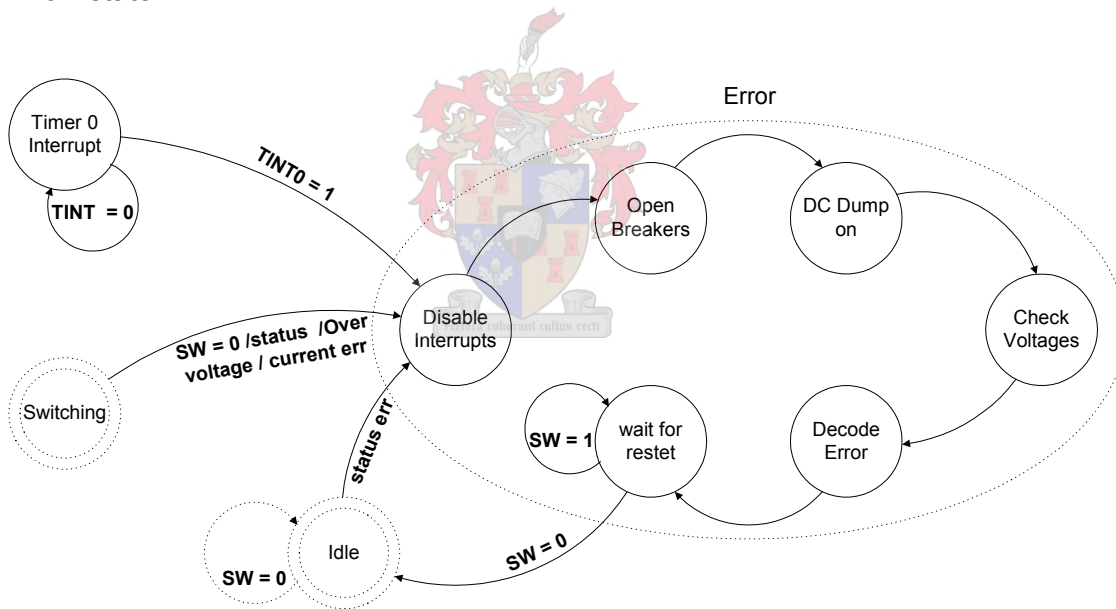 Error
Timer 0
Interrupt
TINT = 0
TINT0 = 1
Open
Breakers
DC Dump
on
Disable
Interrupts
Check
Voltages
SW = 0 /status /Over
voltage / current err
Switching
status err
SW = 1
wait for
restet
Decode
Error
Idle
SW = 0
SW = 0